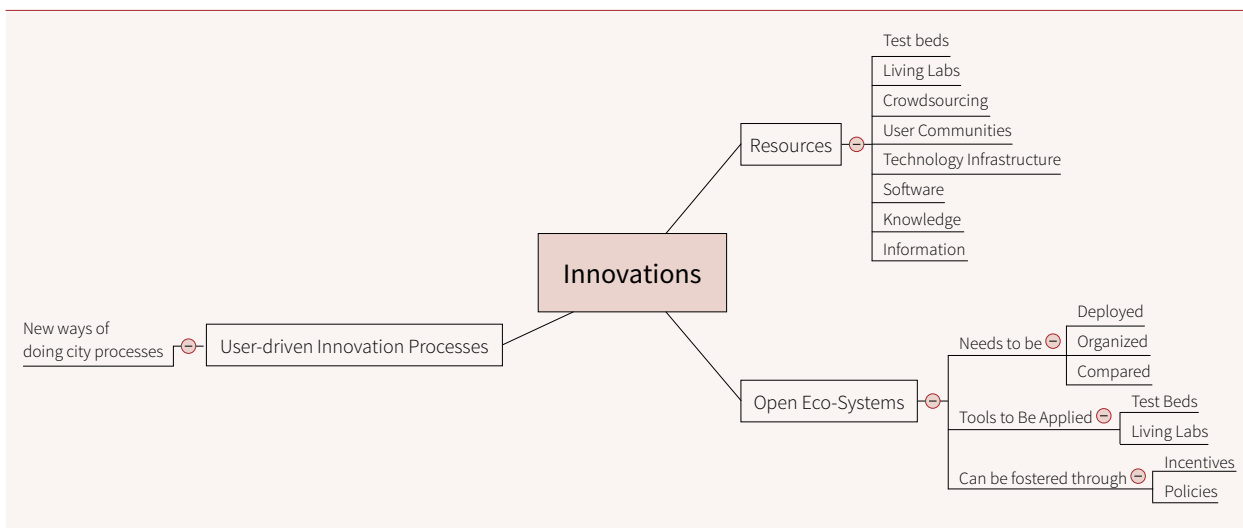 Test beds
Living Labs
Crowdsourcing
User Communities
Resources
Technology Infrastructure
Software
Knowledge
Information
Innovations
New ways of
doing city processes
User-driven Innovation Processes
Open Eco-Systems
Needs to be
Deployed
Organized
Compared
Tools to Be Applied
Test Beds
Living Labs
Can be fostered through
Incentives
Policies